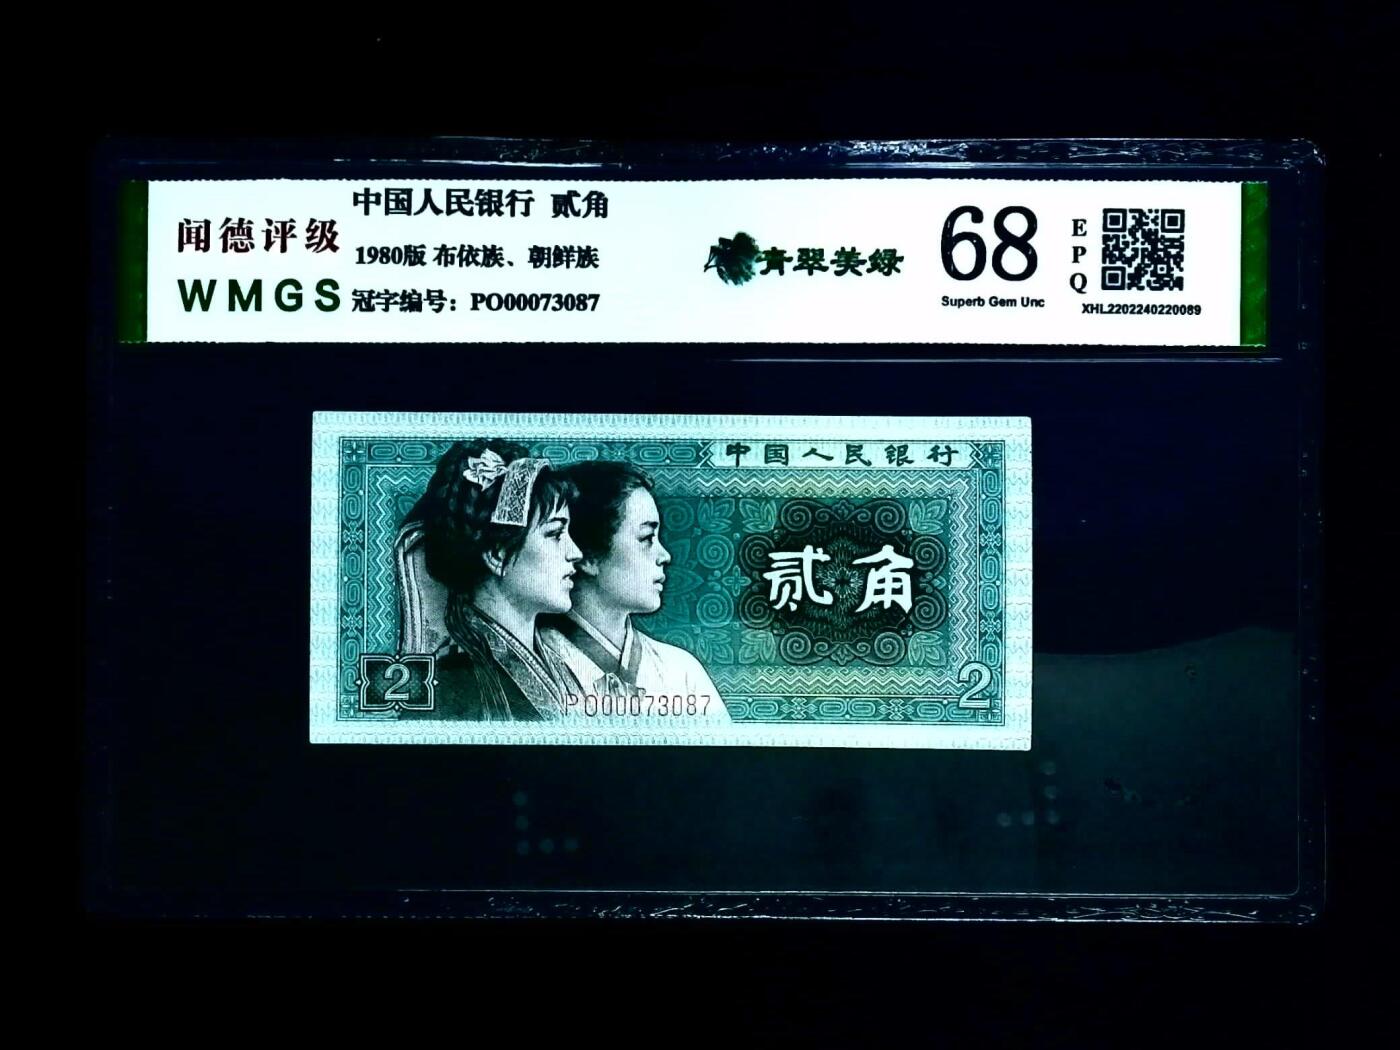 闻德评级
WMGS
中国人民银行 贰角
1980版 布依族、朝鲜族
冠字编号：PO00073087
青翠美绿
68
Superb Gem Unc
EPQ
XHL2202240220089
中国人民银行
贰角
2
PO00073087
2